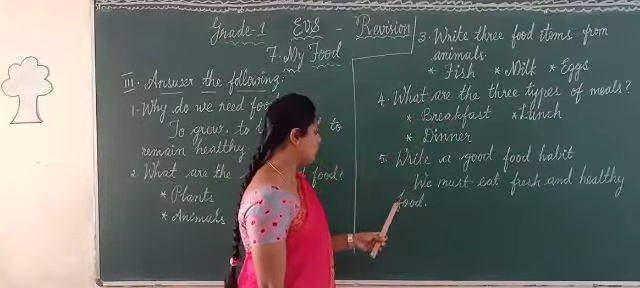 Grade-1 EVS - Revision
7. My Food
III. Answer the following:
1. Why do we need foo
To grow, to to
remain healthy
2. What are the food?
* Plants
* Animals
3. Write three food items from
animals.
* Fish * Milk * Eggs
4. What are the three types of meals?
* Breakfast * Lunch
* Dinner
5. Write a good food habit
We must eat fresh and healthy
food.